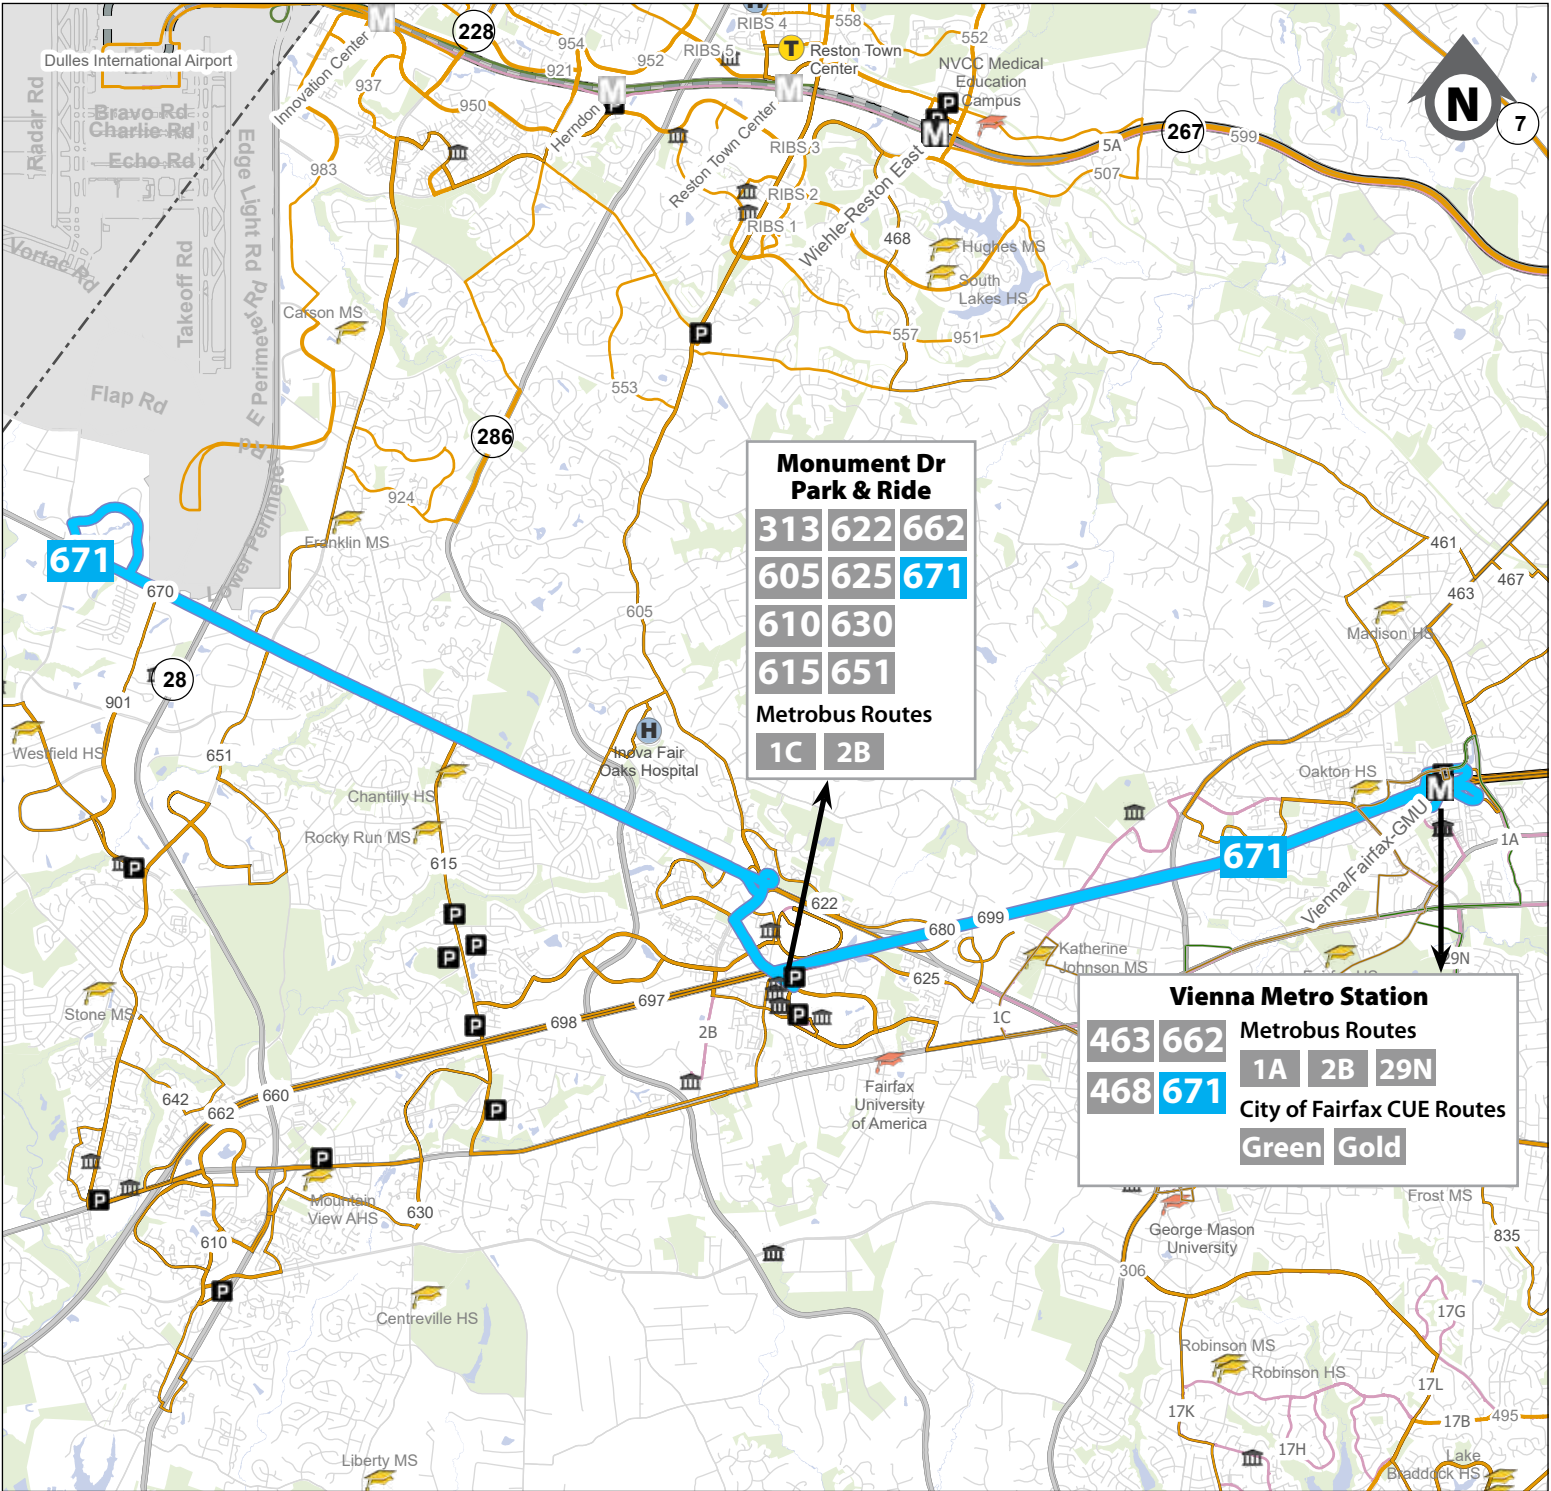 228
RIBS 4
558
552
954
RIBS 5
T
Reston Town
Center
Dulles International Airport
Innovation Center
952
921
NVCC Medical
Education
Campus
937
950
Herndon
Reston Town Center
Radar Rd
Bravo Rd
Charlie Rd
Echo Rd
Edge Light Rd
N
7
267
599
5A
507
RIBS 3
983
RIBS 2
RIBS 1
Wiehle-Reston East
468
Hughes MS
South
Lakes HS
Vortac Rd
Takeoff Rd
E Perimeter Rd
Carson MS
557
951
553
Flap Rd
Rd
286
924
Franklin MS
Lower Perimeter
Monument Dr
Park & Ride
313 622 662
605 625 671
610 630
615 651
Metrobus Routes
1C 2B
461
467
463
Madison HS
671
670
605
28
901
651
Westfield HS
Inova Fair
Oaks Hospital
H
Chantilly HS
Rocky Run MS
615
Oakton HS
Vienna/Fairfax-GMU
1A
671
622
680
699
Katherine
Johnson MS
625
29N
1C
Stone MS
697
698
2B
Vienna Metro Station
463 662
468 671
Metrobus Routes
1A 2B 29N
City of Fairfax CUE Routes
Green Gold
Fairfax
University
of America
642
662
660
Mountain
View AHS
630
610
Frost MS
George Mason
University
835
306
Centreville HS
17G
Robinson MS
Robinson HS
17L
17K
17B
495
17H
Lake
Braddock HS
Liberty MS